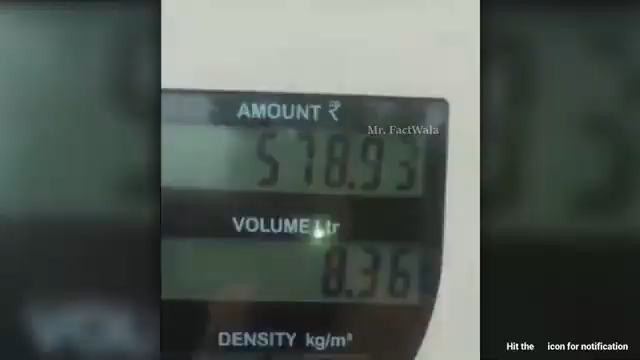 AMOUNT ₹
Mr. FactWala
578.93
VOLUME Ltr
8.36
DENSITY kg/m³
Hit the icon for notification